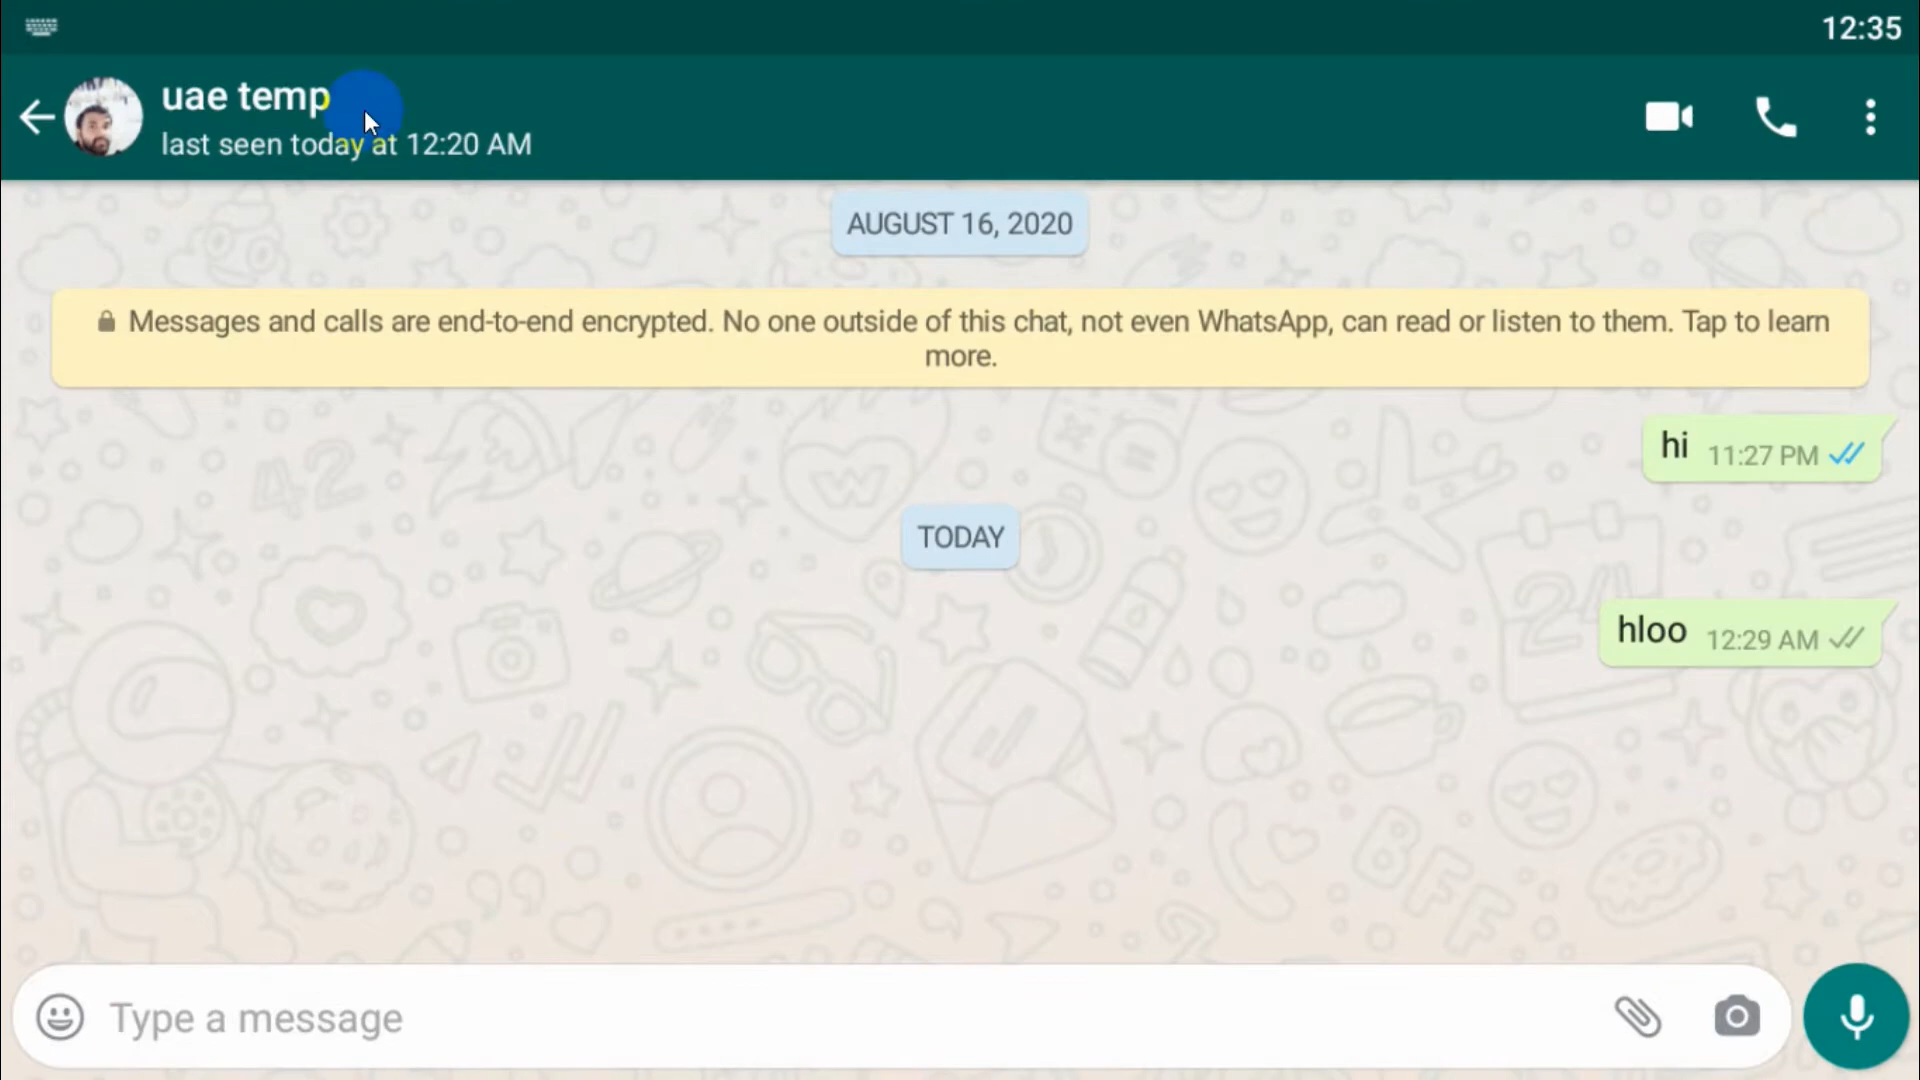 12:35
uae temp
last seen today at 12:20 AM
AUGUST 16, 2020
Messages and calls are end-to-end encrypted. No one outside of this chat, not even WhatsApp, can read or listen to them. Tap to learn
more.
hi 11:27 PM
TODAY
hloo 12:29 AM
Type a message